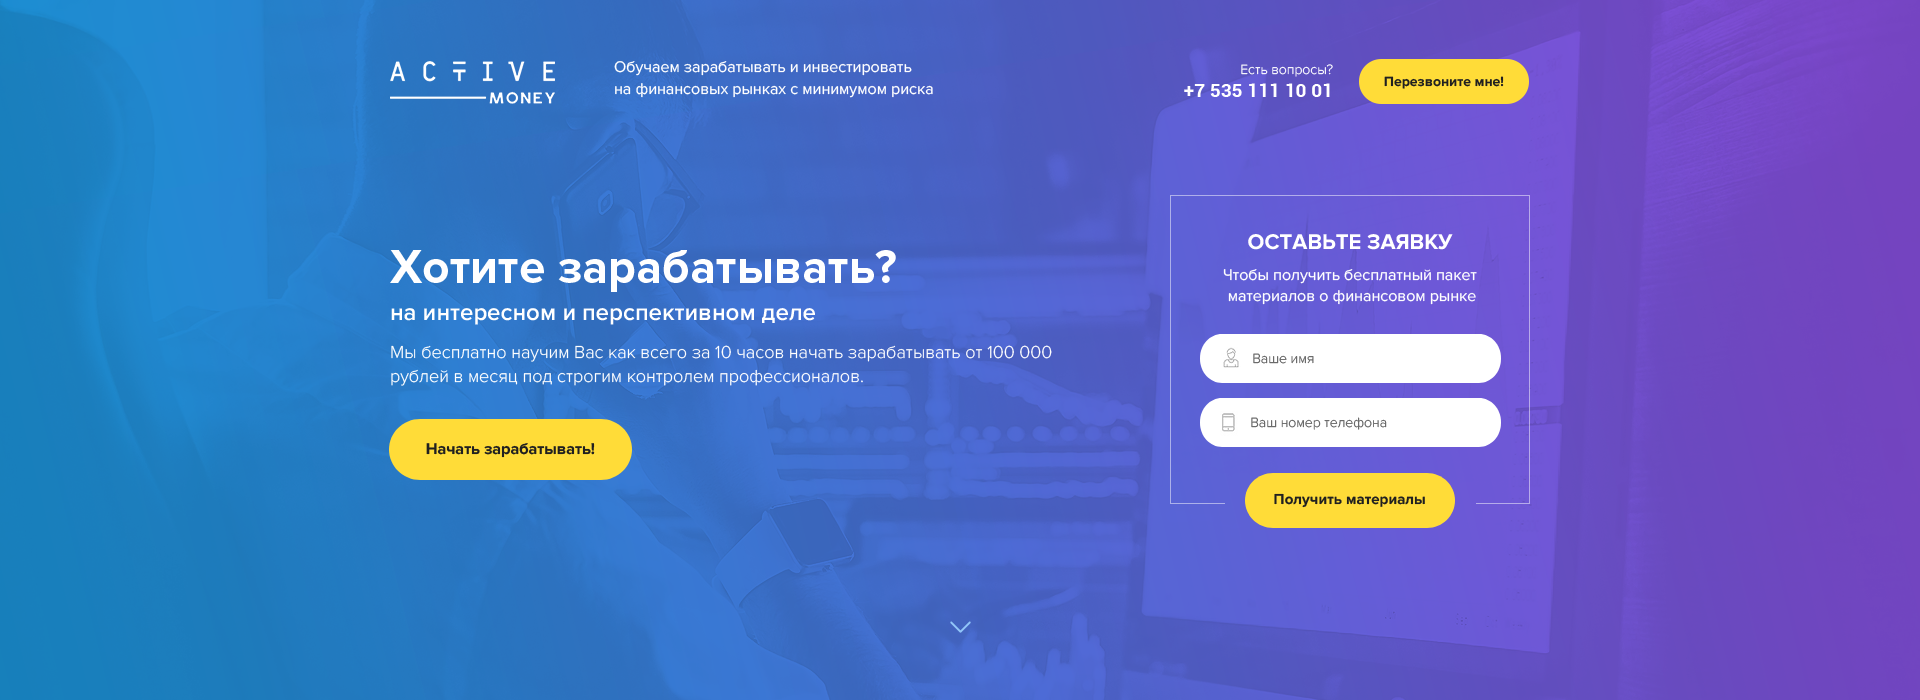 ACTIVE
MONEY
Обучаем зарабатывать и инвестировать
на финансовых рынках с минимумом риска
Есть вопросы?
+7 535 111 10 01
Перезвоните мне!
Хотите зарабатывать?
на интересном и перспективном деле
Мы бесплатно научим Вас как всего за 10 часов начать зарабатывать от 100 000
рублей в месяц под строгим контролем профессионалов.
Начать зарабатывать!
ОСТАВЬТЕ ЗАЯВКУ
Чтобы получить бесплатный пакет
материалов о финансовом рынке
Ваше имя
Ваш номер телефона
Получить материалы